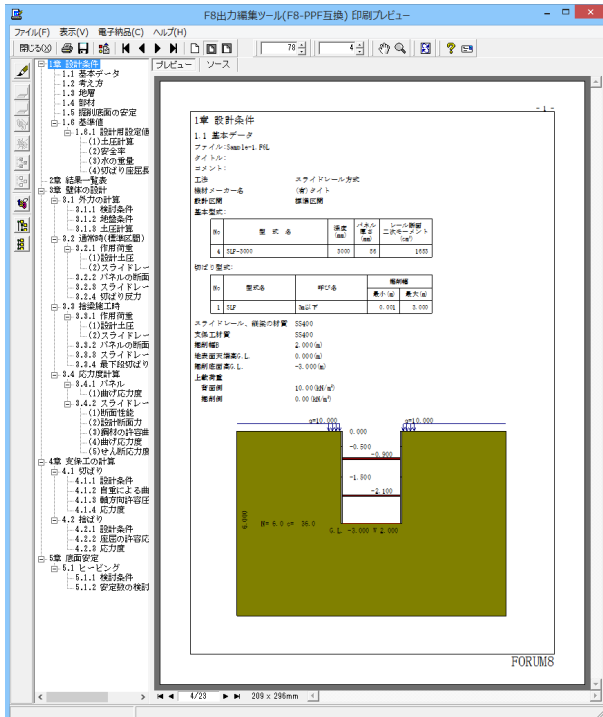 F8出力編集ツール(F8-PPF互換) 印刷プレビュー
ファイル(F) 表示(V) 電子納品(C) ヘルプ(H)
閉じる(X) 78 4
プレビュー ソース
1章 設計条件
1.1 基本データ
1.2 考え方
1.3 地層
1.4 部材
1.5 掘削底面の安定
1.6 基準値
1.6.1 設計用設定値
(1)土圧計算
(2)安全率
(3)水の重量
(4)切ばり座屈長
2章 結果一覧表
3章 壁体の設計
3.1 外力の計算
3.1.1 検討条件
3.1.2 地盤条件
3.1.3 土圧計算
3.2 通常時(標準区間)
3.2.1 作用荷重
(1)設計土圧
(2)スライドレー
3.2.2 パネルの断面
3.2.3 スライドレー
3.2.4 切ばり反力
3.3 捨梁施工時
3.3.1 作用荷重
(1)設計土圧
(2)スライドレー
3.3.2 パネルの断面
3.3.3 スライドレー
3.3.4 最下段切ばり
3.4 応力度計算
3.4.1 パネル
(1)曲げ応力度
3.4.2 スライドレー
(1)断面性能
(2)設計断面力
(3)鋼材の許容曲
(4)曲げ応力度
(5)せん断応力度
4章 支保工の計算
4.1 切ばり
4.1.1 設計条件
4.1.2 自重による曲
4.1.3 軸方向許容圧
4.1.4 応力度
4.2 捨ばり
4.2.1 設計条件
4.2.2 座屈の許容応
4.2.3 応力度
5章 底面安定
5.1 ヒービング
5.1.1 検討条件
5.1.2 安定数の検討
- 1 -
1章 設計条件
1.1 基本データ
ファイル:Sample-1.F6L
タイトル:
コメント:
工法 スライドレール方式
機材メーカー名 (有)タイト
設計区間 標準区間
基本型式:
No 型 式 名 深度(mm) パネル厚さ(mm) レール断面二次モーメント(cm⁴)
4 SLF-3000 3000 86 1653
切ばり型式:
No 型式名 呼び名 掘削幅
最小(m) 最大(m)
1 SLF 3m以下 0.001 3.000
スライドレール、縦梁の材質 SS400
支保工材質 SS400
掘削幅B 2.000(m)
地表面天端高G.L. 0.000(m)
掘削底面高G.L. -3.000(m)
上載荷重
背面側 10.00(kN/m²)
掘削側 0.00(kN/m²)
q=10.000 q=10.000
0.000
-0.500
-0.900
-1.800
-2.100
6.000
N= 6.0 c= 36.0
G.L. -3.000 V 2.000
FORUM8
4/23 209 x 296mm